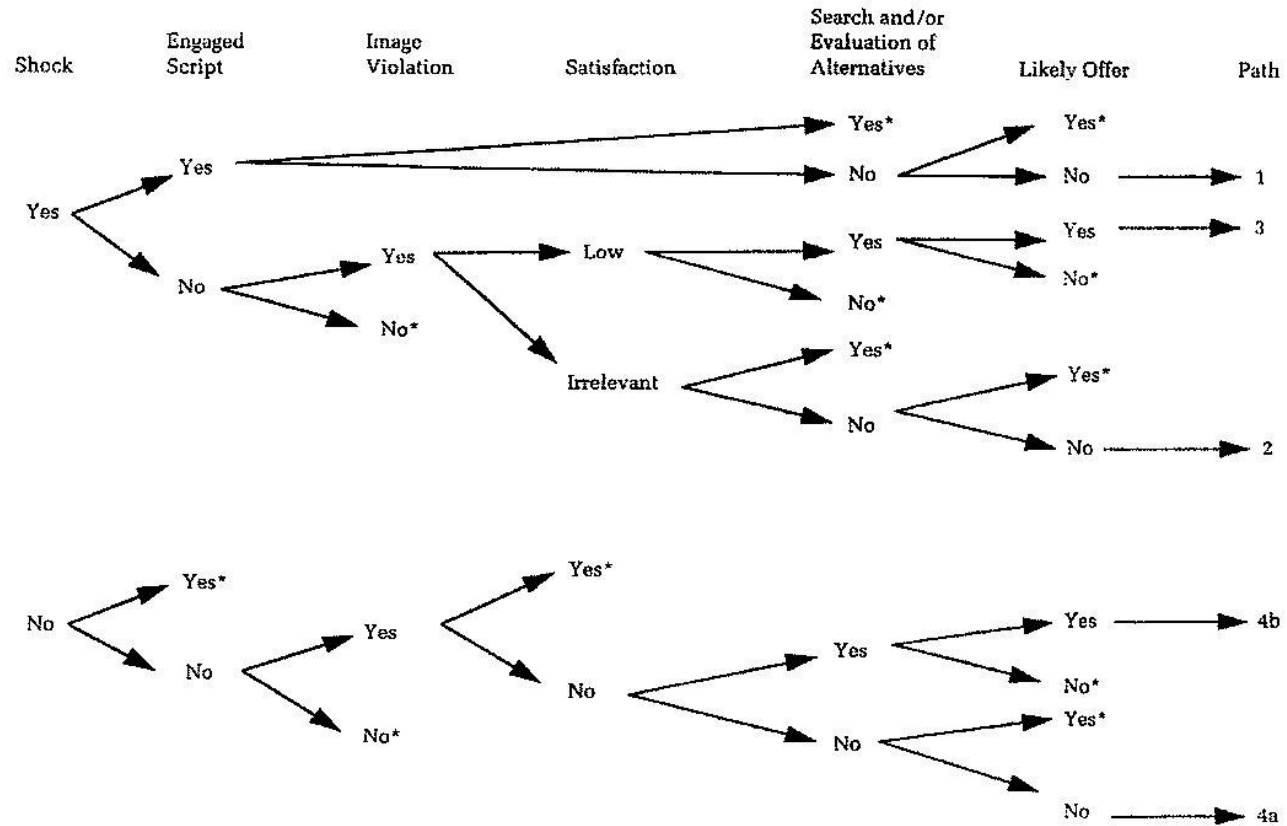 Shock
Engaged
Script
Image
Violation
Satisfaction
Search and/or
Evaluation of
Alternatives
Likely Offer
Path
Yes* Yes*
Yes No No 1
Yes Yes Yes 3
No Yes Low No*
No* No*
Yes*
Irrelevant Yes*
No
No 2
Yes* Yes*
No Yes Yes 4b
No No Yes No*
No* No Yes*
No 4a